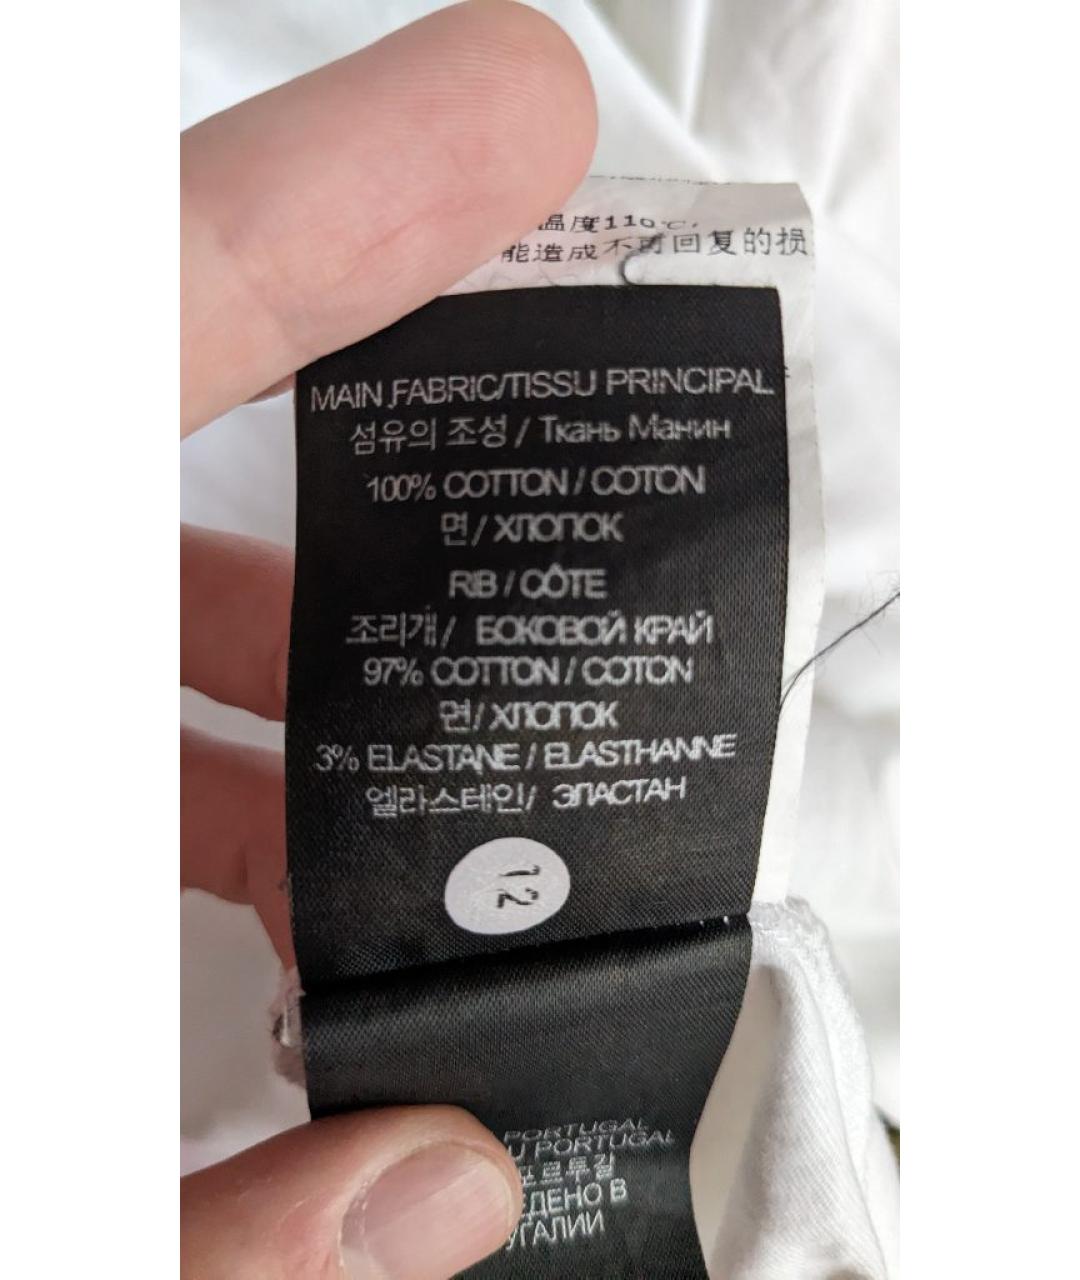 温度110℃,
能造成不可回复的损
MAIN FABRIC/TISSU PRINCIPAL
섬유의 조성 / Ткань Манин
100% COTTON / COTON
면 / ХЛОПОК
RIB / CÔTE
조리개 / БОКОВОЙ КРАЙ
97% COTTON / COTON
면 / ХЛОПОК
3% ELASTANE / ELASTHANNE
엘라스테인 / ЭЛАСТАН
12
PORTUGAL
U PORTUGAL
포르투갈
ЕДЕНО В
УГАЛИИ